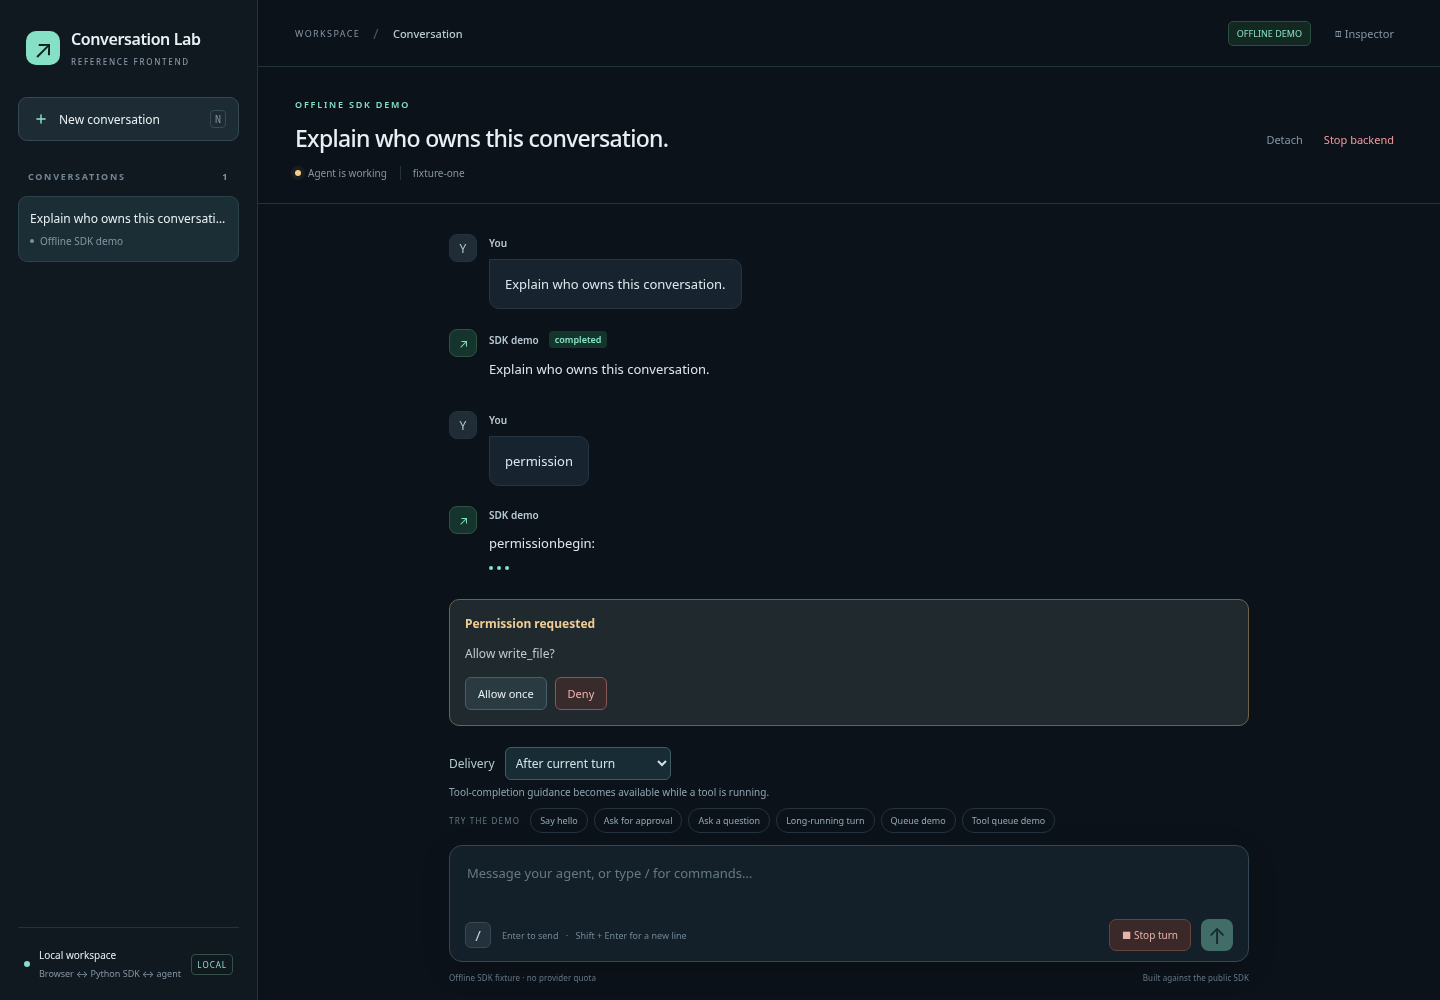 Conversation Lab
REFERENCE FRONTEND
+ New conversation N
CONVERSATIONS 1
Explain who owns this conversati...
Offline SDK demo
Local workspace
Browser ↔ Python SDK ↔ agent
LOCAL
WORKSPACE / Conversation
OFFLINE DEMO
Inspector
OFFLINE SDK DEMO
Explain who owns this conversation.
Agent is working
fixture-one
Detach
Stop backend
Y
You
Explain who owns this conversation.
SDK demo completed
Explain who owns this conversation.
Y
You
permission
SDK demo
permissionbegin:
Permission requested
Allow write_file?
Allow once
Deny
Delivery After current turn
Tool-completion guidance becomes available while a tool is running.
TRY THE DEMO Say hello Ask for approval Ask a question Long-running turn Queue demo Tool queue demo
Message your agent, or type / for commands...
/ Enter to send · Shift + Enter for a new line
Stop turn
Offline SDK fixture · no provider quota
Built against the public SDK